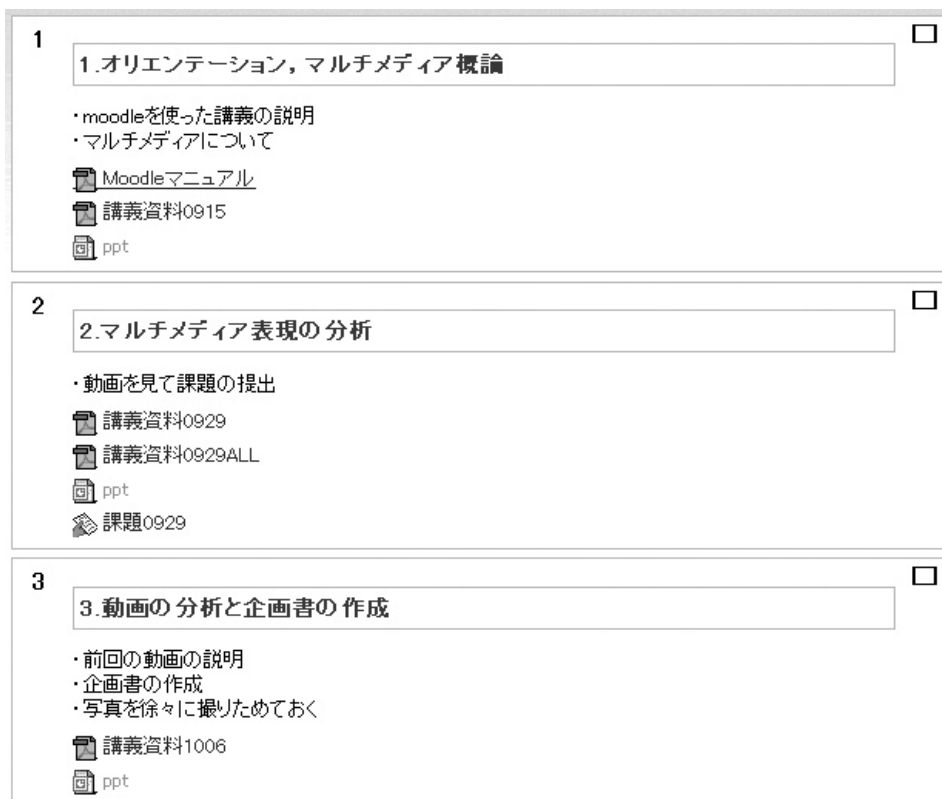 1
1.オリエンテーション，マルチメディア概論
・moodleを使った講義の説明
・マルチメディアについて
Moodleマニュアル
講義資料0915
ppt
2
2.マルチメディア表現の分析
・動画を見て課題の提出
講義資料0929
講義資料0929ALL
ppt
課題0929
3
3.動画の分析と企画書の作成
・前回の動画の説明
・企画書の作成
・写真を徐々に撮りためておく
講義資料1006
ppt